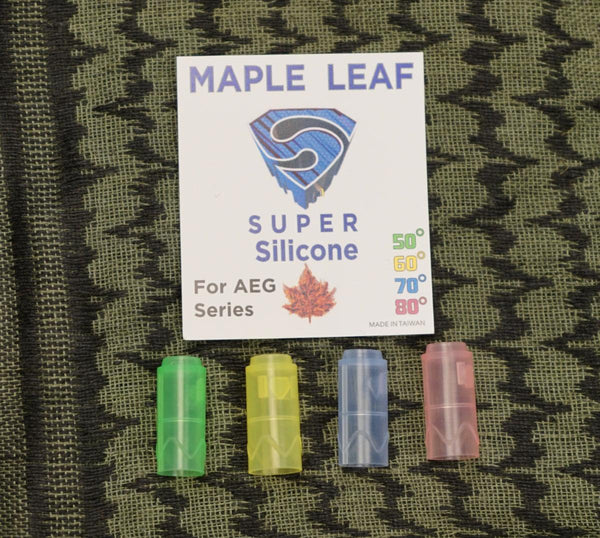 MAPLE LEAF
SUPER
Silicone
For AEG
Series
50°
60°
70°
80°
MADE IN TAIWAN